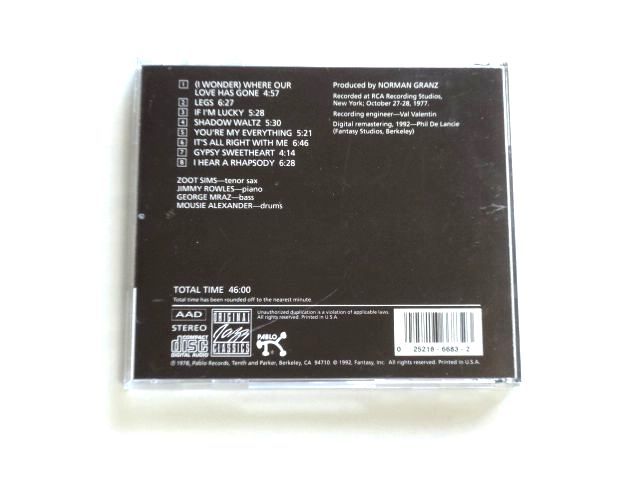 1 (I WONDER) WHERE OUR
LOVE HAS GONE 4:57
2 LEGS 6:27
3 IF I'M LUCKY 5:28
4 SHADOW WALTZ 5:30
5 YOU'RE MY EVERYTHING 5:21
6 IT'S ALL RIGHT WITH ME 6:46
7 GYPSY SWEETHEART 4:14
8 I HEAR A RHAPSODY 6:28
ZOOT SIMS—tenor sax
JIMMY ROWLES—piano
GEORGE MRAZ—bass
MOUSIE ALEXANDER—drums
Produced by NORMAN GRANZ
Recorded at RCA Recording Studios,
New York; October 27-28, 1977.
Recording engineer—Val Valentin
Digital remastering, 1992—Phil De Lancie
(Fantasy Studios, Berkeley)
TOTAL TIME 46:00
Total time has been rounded off to the nearest minute.
AAD
STEREO
COMPACT
disc
DIGITAL AUDIO
ORIGINAL
Jazz
CLASSICS
PABLO
Unauthorized duplication is a violation of applicable laws.
All rights reserved. Printed in U.S.A.
0 25218-6683-2
℗ 1978, Pablo Records, Tenth and Parker, Berkeley, CA 94710. © 1992, Fantasy, Inc. All rights reserved. Printed in U.S.A.